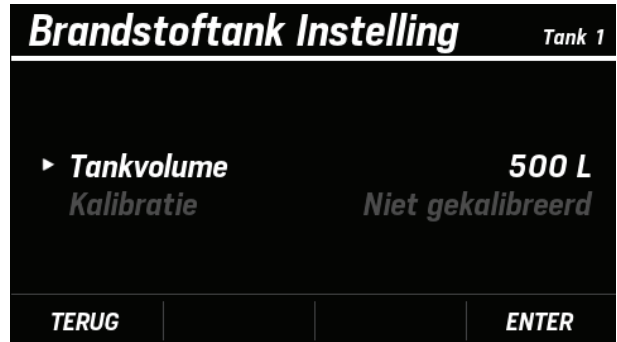 Brandstoftank Instelling Tank 1
Tankvolume 500 L
Kalibratie Niet gekalibreerd
TERUG ENTER